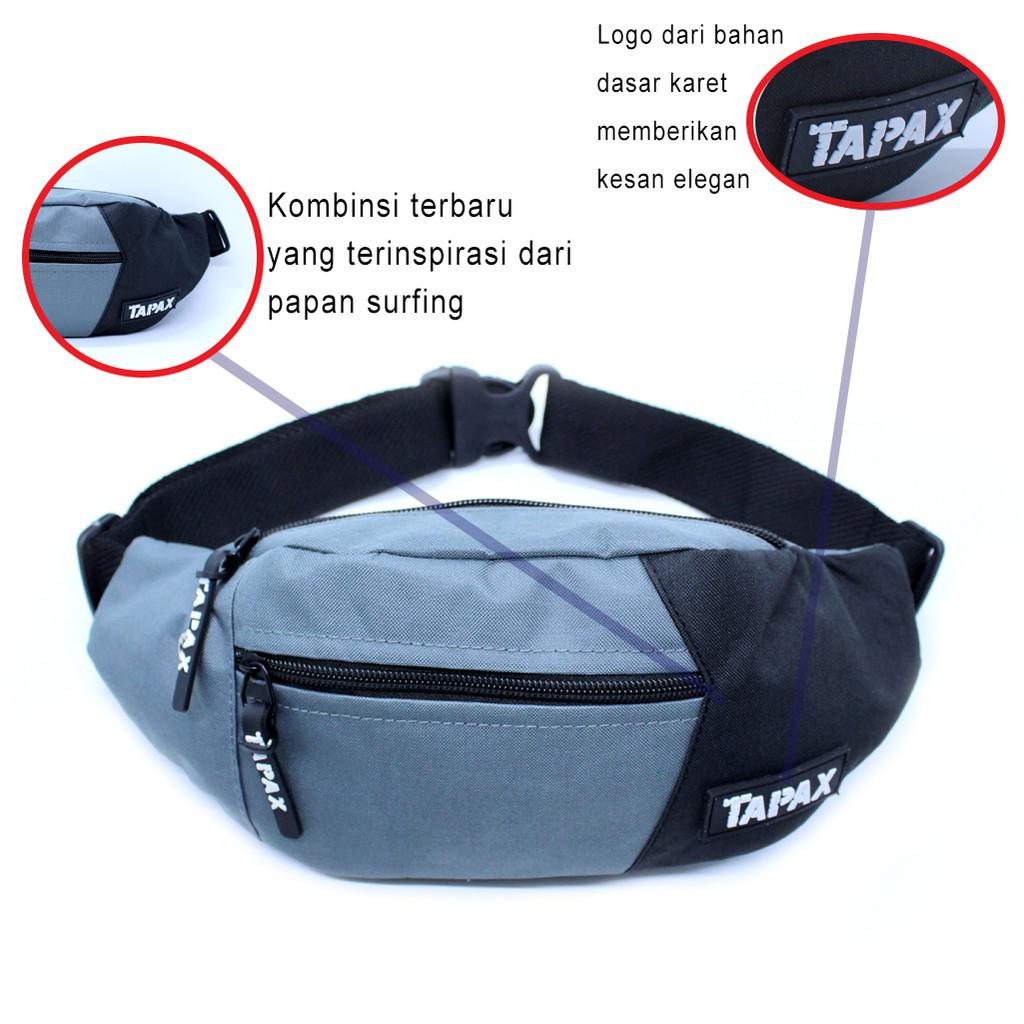 Logo dari bahan
dasar karet
memberikan
kesan elegan
TAPAX
Kombinsi terbaru
yang terinspirasi dari
papan surfing
TAPAX
TAPAX
TAPAX
TAPAX